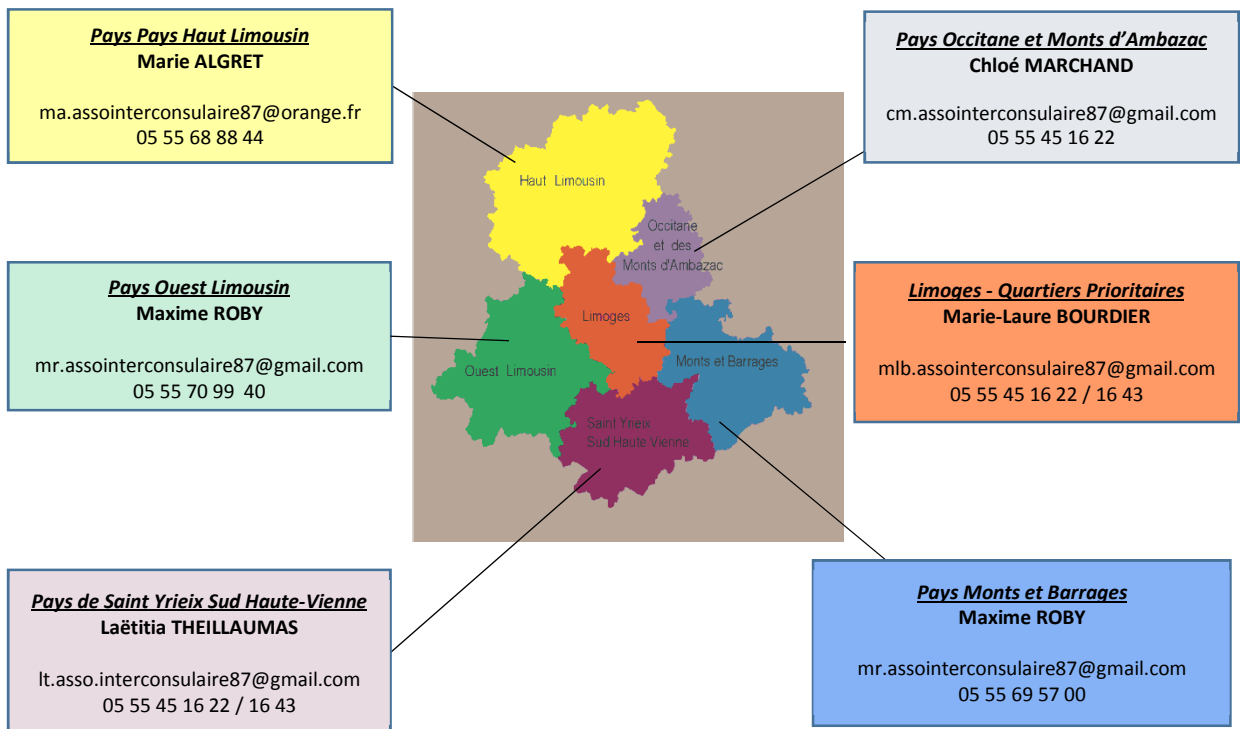 Pays Pays Haut Limousin
Marie ALGRET
ma.assointerconsulaire87@orange.fr
05 55 68 88 44
Pays Occitane et Monts d'Ambazac
Chloé MARCHAND
cm.assointerconsulaire87@gmail.com
05 55 45 16 22
Haut Limousin
Occitane
et des
Monts d'Ambazac
Limoges
Ouest Limousin
Monts et Barrages
Saint Yrieix
Sud Haute Vienne
Pays Ouest Limousin
Maxime ROBY
mr.assointerconsulaire87@gmail.com
05 55 70 99 40
Limoges - Quartiers Prioritaires
Marie-Laure BOURDIER
mlb.assointerconsulaire87@gmail.com
05 55 45 16 22 / 16 43
Pays de Saint Yrieix Sud Haute-Vienne
Laëtitia THEILLAUMAS
lt.asso.interconsulaire87@gmail.com
05 55 45 16 22 / 16 43
Pays Monts et Barrages
Maxime ROBY
mr.assointerconsulaire87@gmail.com
05 55 69 57 00